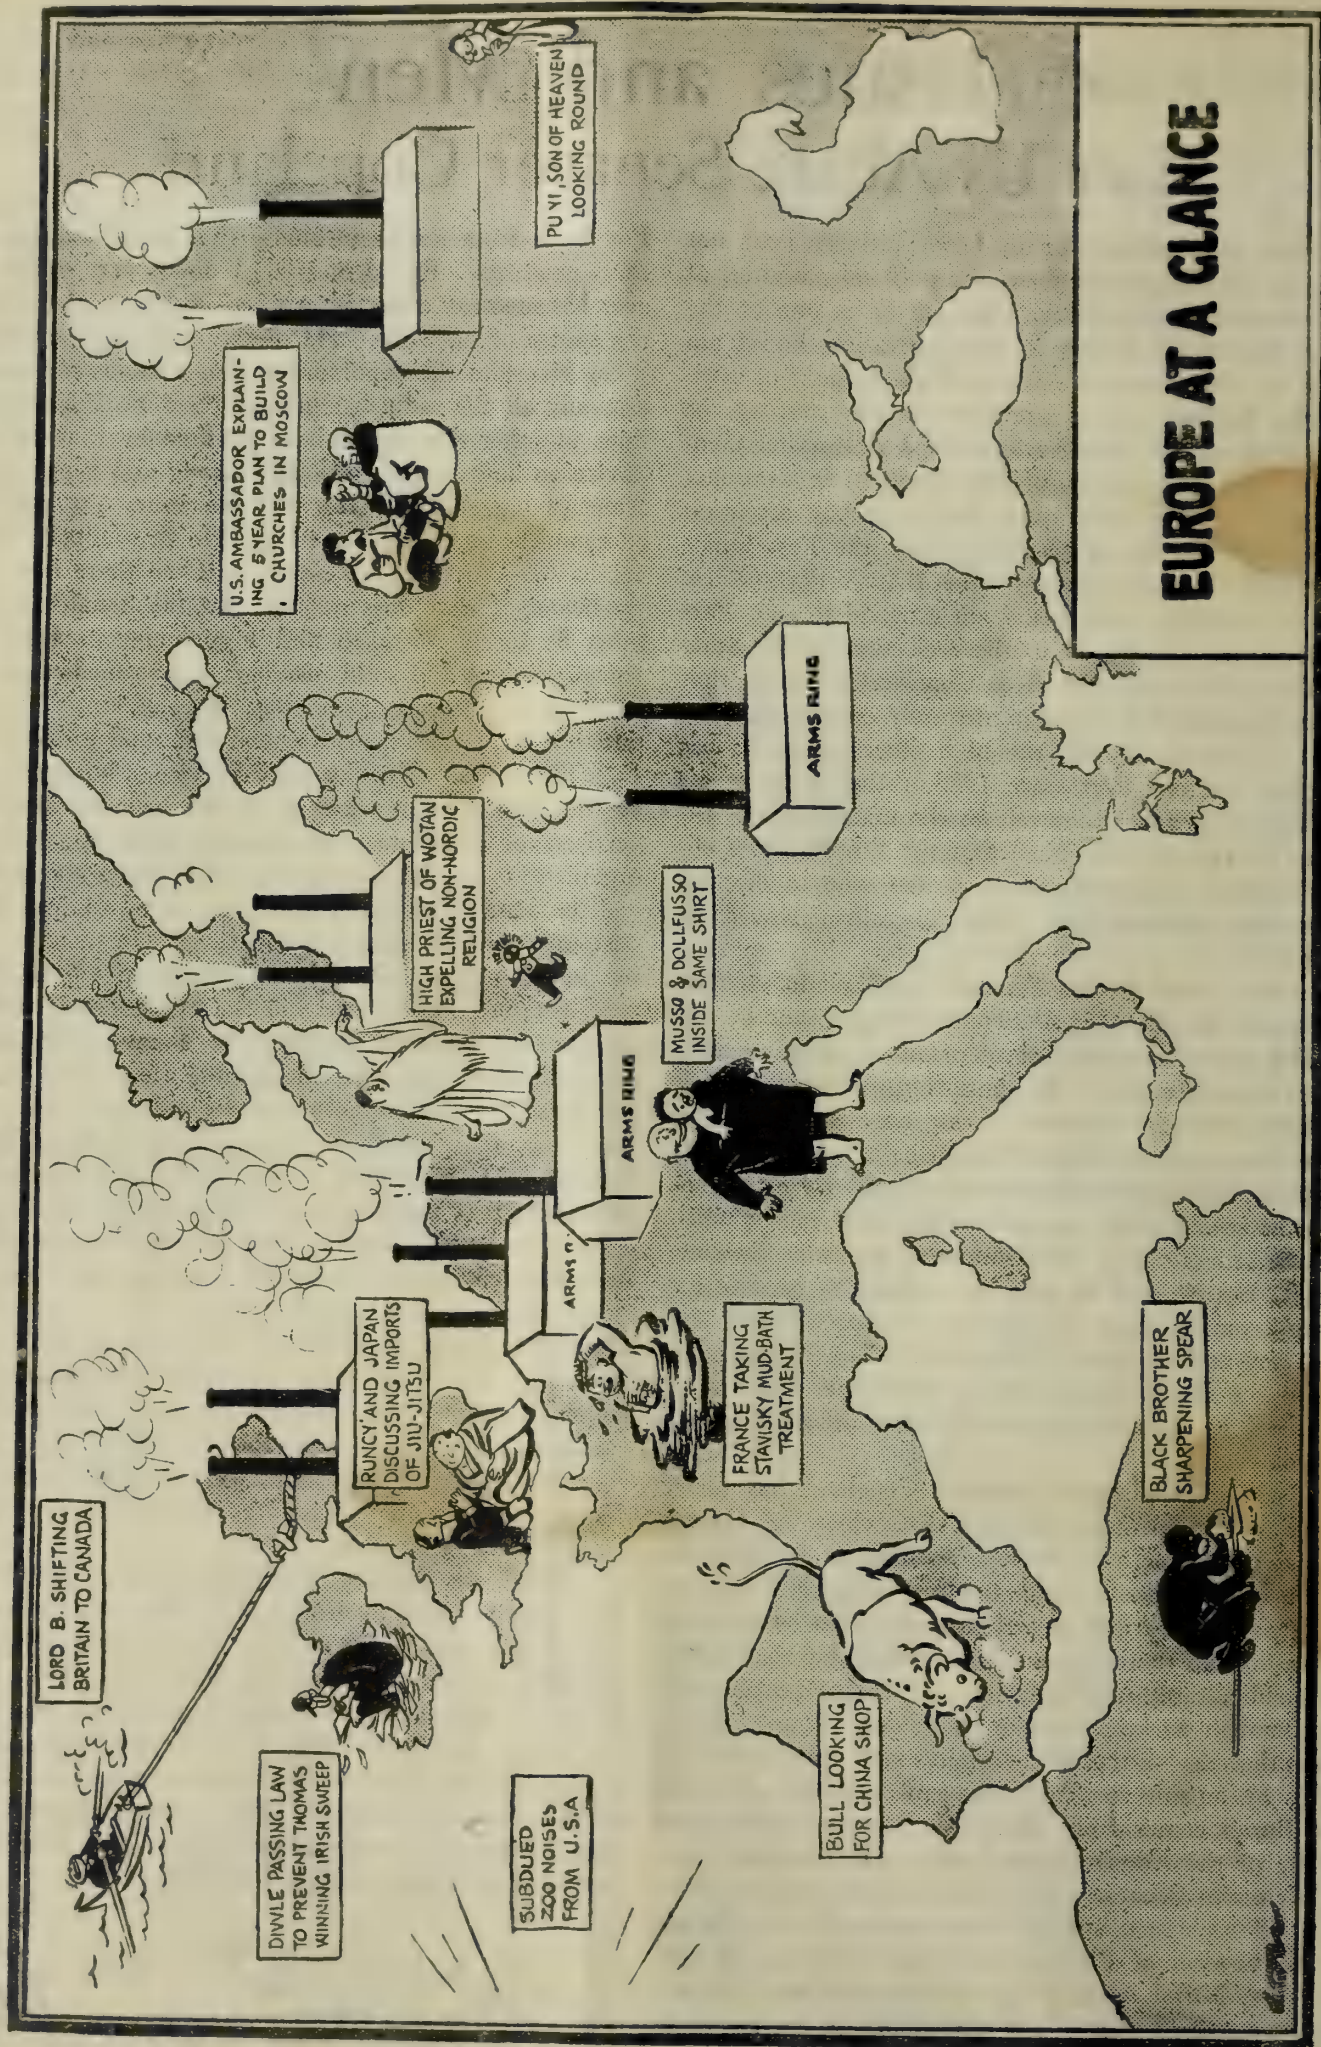 LORD B. SHIFTING
BRITAIN TO CANADA
DIVVLE PASSING LAW
TO PREVENT THOMAS
WINNING IRISH SWEEP
SUBDUED
ZOO NOISES
FROM U.S.A
RUNCY AND JAPAN
DISCUSSING IMPORTS
OF JIU-JITSU
ARMS R
ARMS RING
HIGH PRIEST OF WOTAN
EXPELLING NON-NORDIC
RELIGION
U.S. AMBASSADOR EXPLAIN-
ING 5 YEAR PLAN TO BUILD
CHURCHES IN MOSCOW
PU YI, SON OF HEAVEN
LOOKING ROUND
ARMS RING
MUSSO & DOLLFUSSO
INSIDE SAME SHIRT
FRANCE TAKING
STAVISKY MUD-BATH
TREATMENT
BULL LOOKING
FOR CHINA SHOP
BLACK BROTHER
SHARPENING SPEAR
EUROPE AT A GLANCE